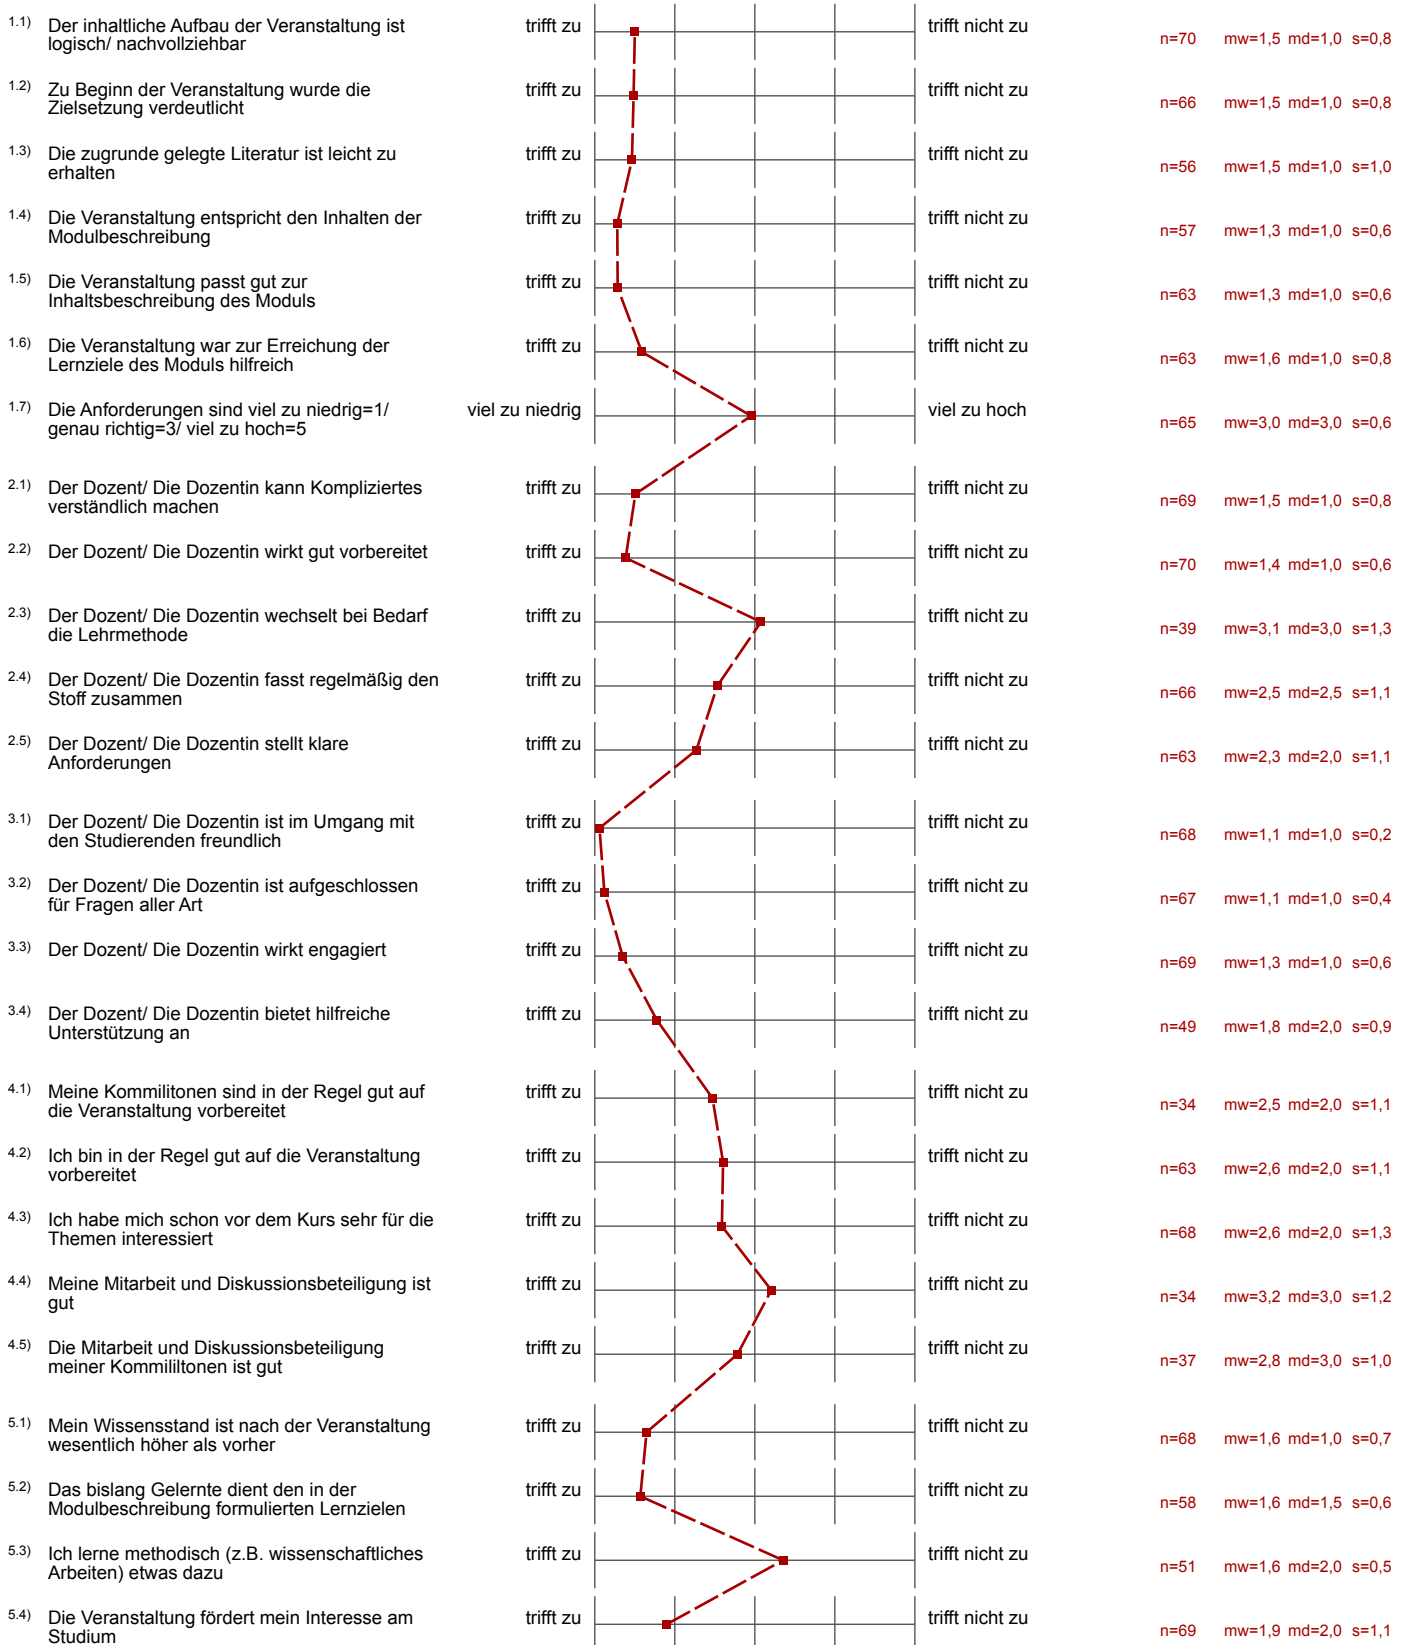 1.1) Der inhaltliche Aufbau der Veranstaltung ist trifft zu trifft nicht zu
logisch/ nachvollziehbar n=70 mw=1,5 md=1,0 s=0,8
1.2) Zu Beginn der Veranstaltung wurde die trifft zu trifft nicht zu
Zielsetzung verdeutlicht n=66 mw=1,5 md=1,0 s=0,8
1.3) Die zugrunde gelegte Literatur ist leicht zu trifft zu trifft nicht zu
erhalten n=56 mw=1,5 md=1,0 s=1,0
1.4) Die Veranstaltung entspricht den Inhalten der trifft zu trifft nicht zu
Modulbeschreibung n=57 mw=1,3 md=1,0 s=0,6
1.5) Die Veranstaltung passt gut zur trifft zu trifft nicht zu
Inhaltsbeschreibung des Moduls n=63 mw=1,3 md=1,0 s=0,6
1.6) Die Veranstaltung war zur Erreichung der trifft zu trifft nicht zu
Lernziele des Moduls hilfreich n=63 mw=1,6 md=1,0 s=0,8
1.7) Die Anforderungen sind viel zu niedrig=1/ viel zu niedrig viel zu hoch
genau richtig=3/ viel zu hoch=5 n=65 mw=3,0 md=3,0 s=0,6
2.1) Der Dozent/ Die Dozentin kann Kompliziertes trifft zu trifft nicht zu
verständlich machen n=69 mw=1,5 md=1,0 s=0,8
2.2) Der Dozent/ Die Dozentin wirkt gut vorbereitet trifft zu trifft nicht zu
n=70 mw=1,4 md=1,0 s=0,6
2.3) Der Dozent/ Die Dozentin wechselt bei Bedarf trifft zu trifft nicht zu
die Lehrmethode n=39 mw=3,1 md=3,0 s=1,3
2.4) Der Dozent/ Die Dozentin fasst regelmäßig den trifft zu trifft nicht zu
Stoff zusammen n=66 mw=2,5 md=2,5 s=1,1
2.5) Der Dozent/ Die Dozentin stellt klare trifft zu trifft nicht zu
Anforderungen n=63 mw=2,3 md=2,0 s=1,1
3.1) Der Dozent/ Die Dozentin ist im Umgang mit trifft zu trifft nicht zu
den Studierenden freundlich n=68 mw=1,1 md=1,0 s=0,2
3.2) Der Dozent/ Die Dozentin ist aufgeschlossen trifft zu trifft nicht zu
für Fragen aller Art n=67 mw=1,1 md=1,0 s=0,4
3.3) Der Dozent/ Die Dozentin wirkt engagiert trifft zu trifft nicht zu
n=69 mw=1,3 md=1,0 s=0,6
3.4) Der Dozent/ Die Dozentin bietet hilfreiche trifft zu trifft nicht zu
Unterstützung an n=49 mw=1,8 md=2,0 s=0,9
4.1) Meine Kommilitonen sind in der Regel gut auf trifft zu trifft nicht zu
die Veranstaltung vorbereitet n=34 mw=2,5 md=2,0 s=1,1
4.2) Ich bin in der Regel gut auf die Veranstaltung trifft zu trifft nicht zu
vorbereitet n=63 mw=2,6 md=2,0 s=1,1
4.3) Ich habe mich schon vor dem Kurs sehr für die trifft zu trifft nicht zu
Themen interessiert n=68 mw=2,6 md=2,0 s=1,3
4.4) Meine Mitarbeit und Diskussionsbeteiligung ist trifft zu trifft nicht zu
gut n=34 mw=3,2 md=3,0 s=1,2
4.5) Die Mitarbeit und Diskussionsbeteiligung trifft zu trifft nicht zu
meiner Kommililtonen ist gut n=37 mw=2,8 md=3,0 s=1,0
5.1) Mein Wissensstand ist nach der Veranstaltung trifft zu trifft nicht zu
wesentlich höher als vorher n=68 mw=1,6 md=1,0 s=0,7
5.2) Das bislang Gelernte dient den in der trifft zu trifft nicht zu
Modulbeschreibung formulierten Lernzielen n=58 mw=1,6 md=1,5 s=0,6
5.3) Ich lerne methodisch (z.B. wissenschaftliches trifft zu trifft nicht zu
Arbeiten) etwas dazu n=51 mw=1,6 md=2,0 s=0,5
5.4) Die Veranstaltung fördert mein Interesse am trifft zu trifft nicht zu
Studium n=69 mw=1,9 md=2,0 s=1,1